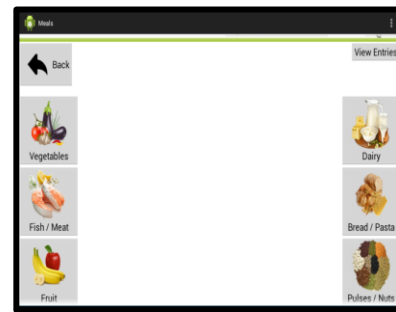 Meals
View Entries
Back
Vegetables
Dairy
Fish / Meat
Bread / Pasta
Fruit
Pulses / Nuts